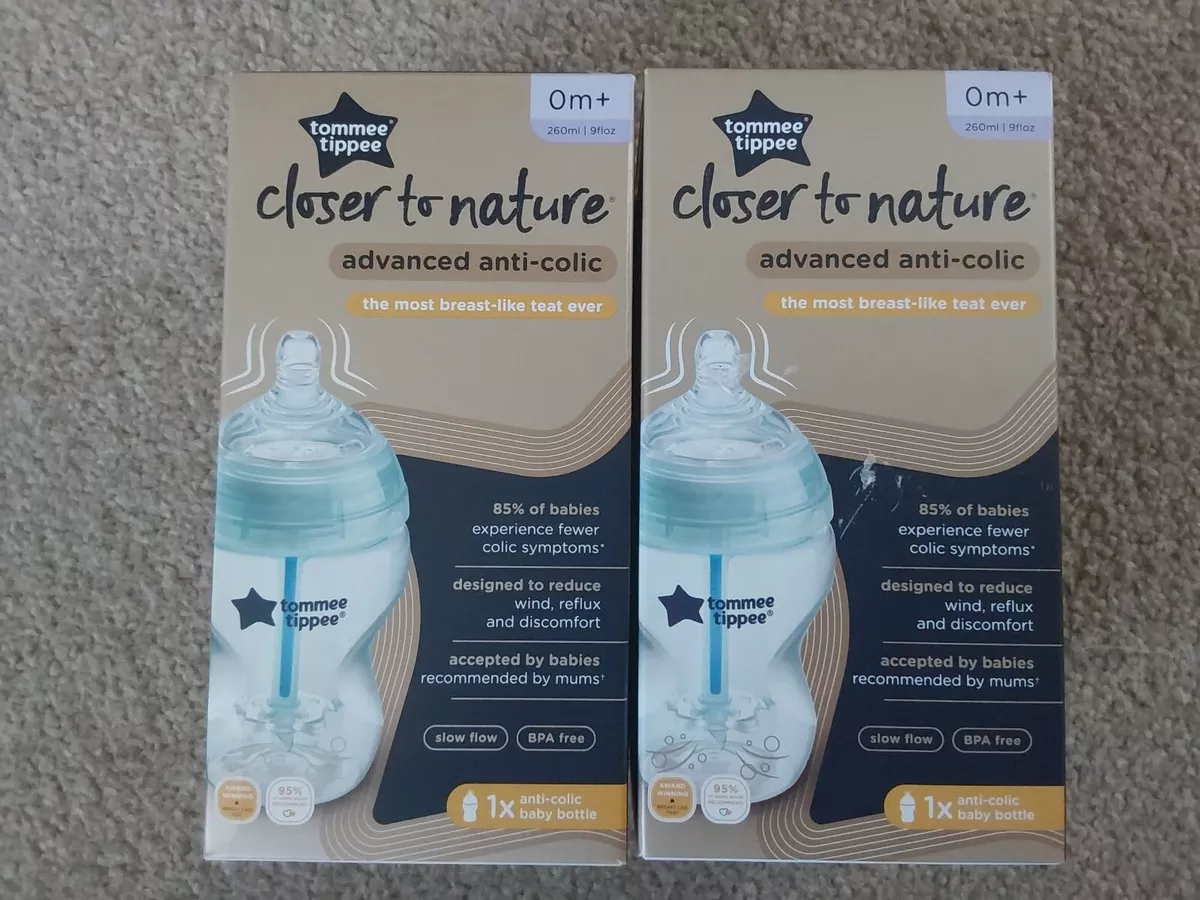 tommee
tippee®
0m+
260ml | 9floz
closer to nature®
advanced anti-colic
the most breast-like teat ever
85% of babies
experience fewer
colic symptoms*
designed to reduce
wind, reflux
and discomfort
accepted by babies
recommended by mums†
tommee
tippee®
slow flow
BPA free
AWARD
WINNING
95%
1x
anti-colic
baby bottle
tommee
tippee®
0m+
260ml | 9floz
closer to nature®
advanced anti-colic
the most breast-like teat ever
85% of babies
experience fewer
colic symptoms*
designed to reduce
wind, reflux
and discomfort
accepted by babies
recommended by mums†
tommee
tippee®
slow flow
BPA free
AWARD
WINNING
95%
RECOMMEND
1x
anti-colic
baby bottle